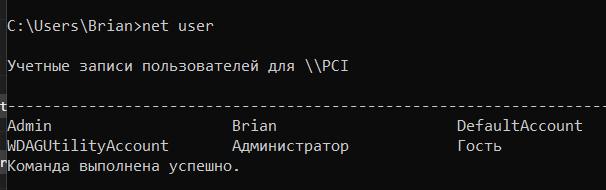 C:\Users\Brian>net user
Учетные записи пользователей для \\PCI
-------------------------------------------------------------------------------
Admin Brian DefaultAccount
WDAGUtilityAccount Администратор Гость
Команда выполнена успешно.